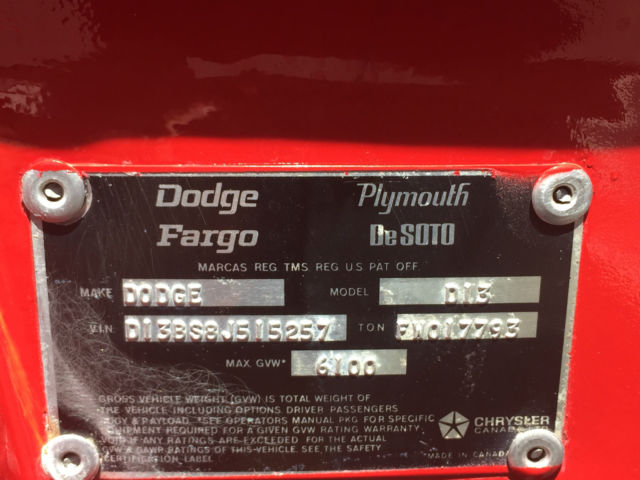 Dodge Plymouth
Fargo DeSOTO
MARCAS REG TMS REG U.S PAT OFF
MAKE DODGE MODEL D13
V.I.N D13BS8J515257 T O N 017793
MAX. GVW* 6100
GROSS VEHICLE WEIGHT (GVW) IS TOTAL WEIGHT OF
THE VEHICLE INCLUDING OPTIONS DRIVER PASSENGERS
BODY & PAYLOAD. *SEE OPERATORS MANUAL PKG FOR SPECIFIC
EQUIPMENT REQUIRED FOR A GIVEN GVW RATING WARRANTY
VOID IF ANY RATINGS ARE EXCEEDED FOR THE ACTUAL
GVW & GAWR RATINGS OF THIS VEHICLE. SEE THE SAFETY
CERTIFICATION LABEL
CHRYSLER
CANADA LTD
MADE IN CANADA